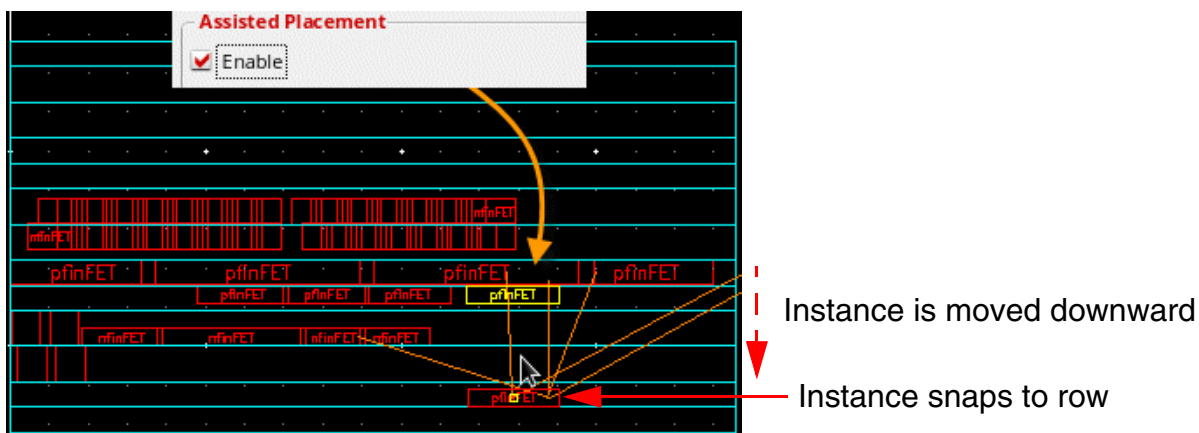 Assisted Placement
Enable
nfinFET
nfinFET
pfinFET pfinFET pfinFET pfinFET
pfinFET pfinFET pfinFET pfinFET
nfinFET nfinFET nfinFET nfinFET
Instance is moved downward
Instance snaps to row